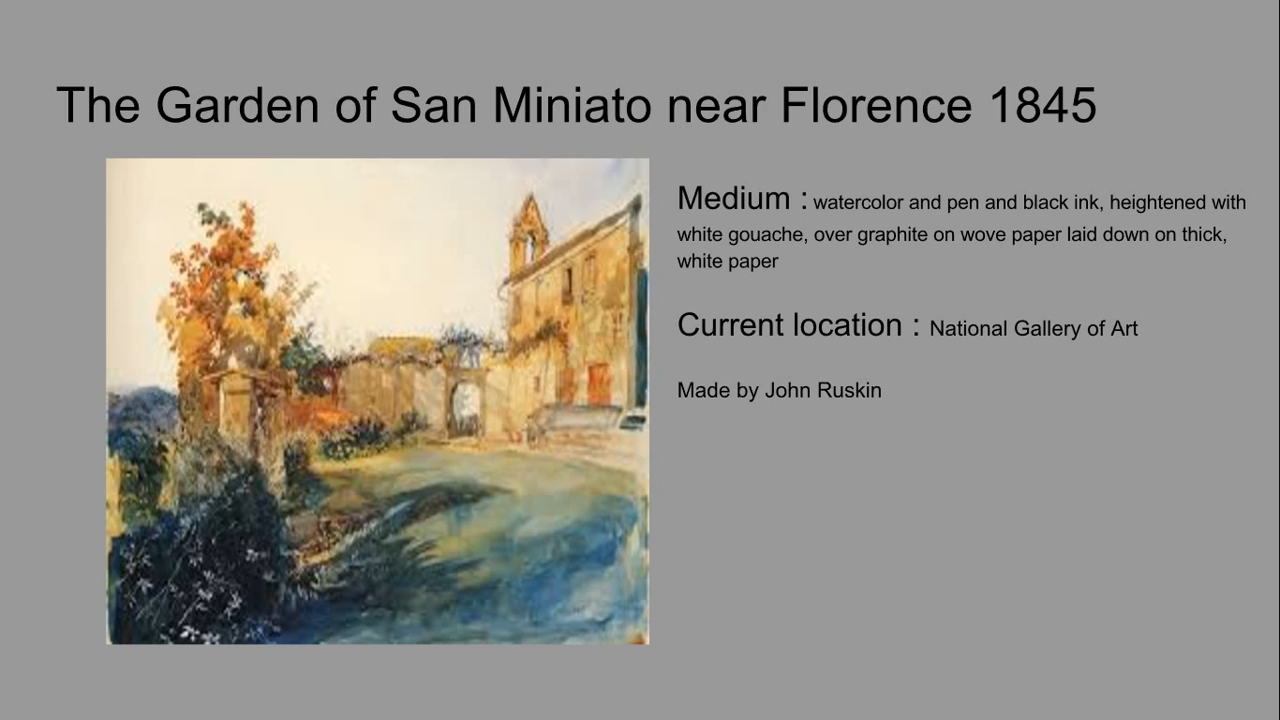 The Garden of San Miniato near Florence 1845
Medium : watercolor and pen and black ink, heightened with
white gouache, over graphite on wove paper laid down on thick,
white paper
Current location : National Gallery of Art
Made by John Ruskin